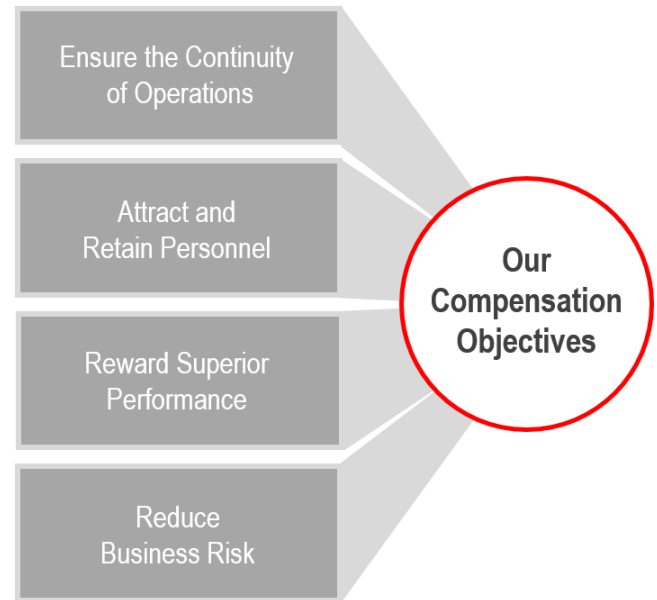 Ensure the Continuity
of Operations
Attract and
Retain Personnel
Reward Superior
Performance
Reduce
Business Risk
Our
Compensation
Objectives